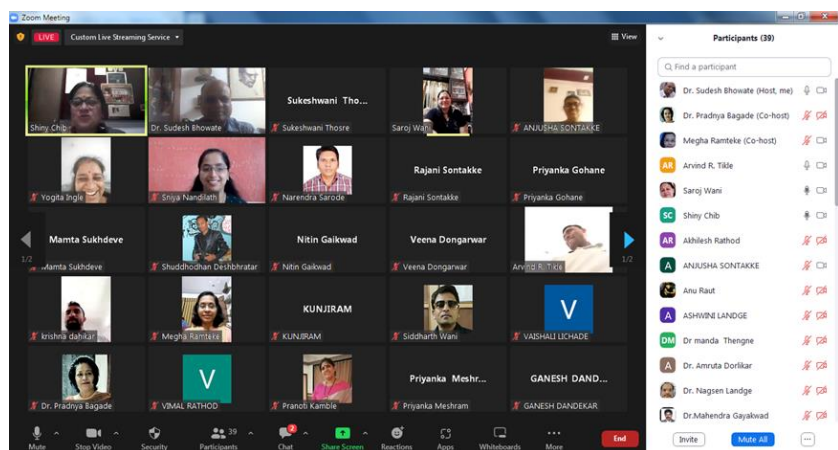 Zoom Meeting
LIVE Custom Live Streaming Service
View
Shiny Chib
Dr. Sudesh Bhowate
Sukeshwani Tho...
Sukeshwani Thosre
Saroj Wani
ANJUSHA SONTAKKE
Yogita Ingle
Sniya Nandilath
Narendra Sarode
Rajani Sontakke
Rajani Sontakke
Priyanka Gohane
Priyanka Gohane
Mamta Sukhdeve
Mamta Sukhdeve
Shuddhodhan Deshbhratar
Nitin Gaikwad
Nitin Gaikwad
Veena Dongarwar
Veena Dongarwar
Arvind R. Tikle
1/2
1/2
krishna dahikar
Megha Ramteke
KUNJIRAM
KUNJIRAM
Siddharth Wani
V
VAISHALI LICHADE
Dr. Pradnya Bagade
V
VIMAL RATHOD
Pranoti Kamble
Priyanka Meshr...
Priyanka Meshram
GANESH DAND...
GANESH DANDEKAR
Mute
Stop Video
Security
39
Participants
2
Chat
Share Screen
Reactions
Apps
Whiteboards
More
End
Participants (39)
Find a participant
Dr. Sudesh Bhowate (Host, me)
Dr. Pradnya Bagade (Co-host)
Megha Ramteke (Co-host)
AR Arvind R. Tikle
Saroj Wani
SC Shiny Chib
AR Akhilesh Rathod
A ANJUSHA SONTAKKE
Anu Raut
A ASHWINI LANDGE
DM Dr manda Thengne
A Dr. Amruta Dorlikar
Dr. Nagsen Landge
Dr.Mahendra Gayakwad
Invite
Mute All